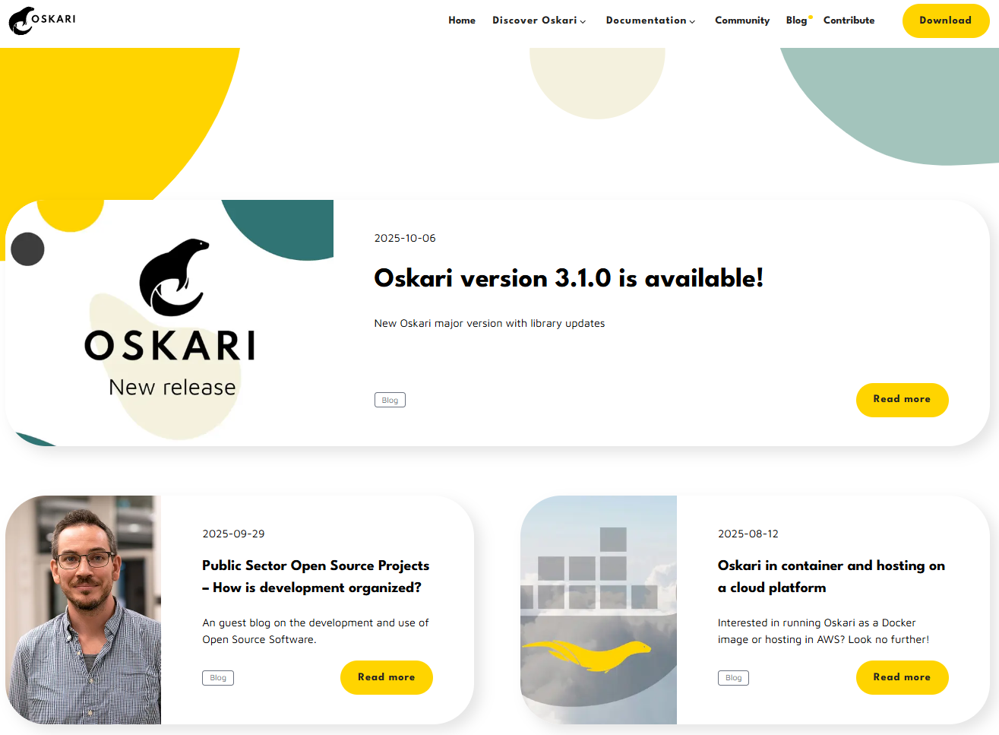 OSKARI
Home Discover Oskari Documentation Community Blog Contribute Download
2025-10-06
Oskari version 3.1.0 is available!
New Oskari major version with library updates
OSKARI
New release
Blog
Read more
2025-09-29
Public Sector Open Source Projects
– How is development organized?
An guest blog on the development and use of
Open Source Software.
Blog
Read more
2025-08-12
Oskari in container and hosting on
a cloud platform
Interested in running Oskari as a Docker
image or hosting in AWS? Look no further!
Blog
Read more